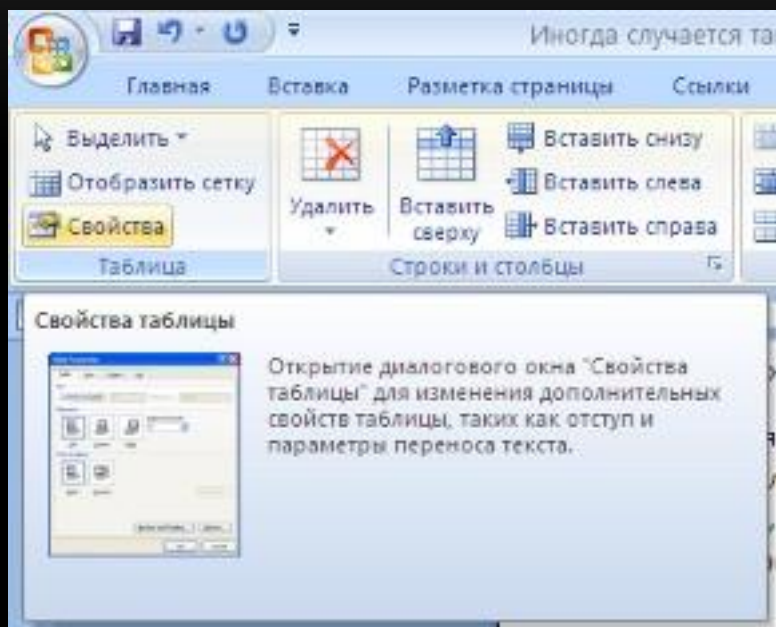 Иногда случается та
Главная Вставка Разметка страницы Ссылки
Выделить
Отобразить сетку
Свойства
Таблица
Удалить
Вставить сверху
Вставить снизу
Вставить слева
Вставить справа
Строки и столбцы
Свойства таблицы
Открытие диалогового окна "Свойства
таблицы" для изменения дополнительных
свойств таблицы, таких как отступ и
параметры переноса текста.